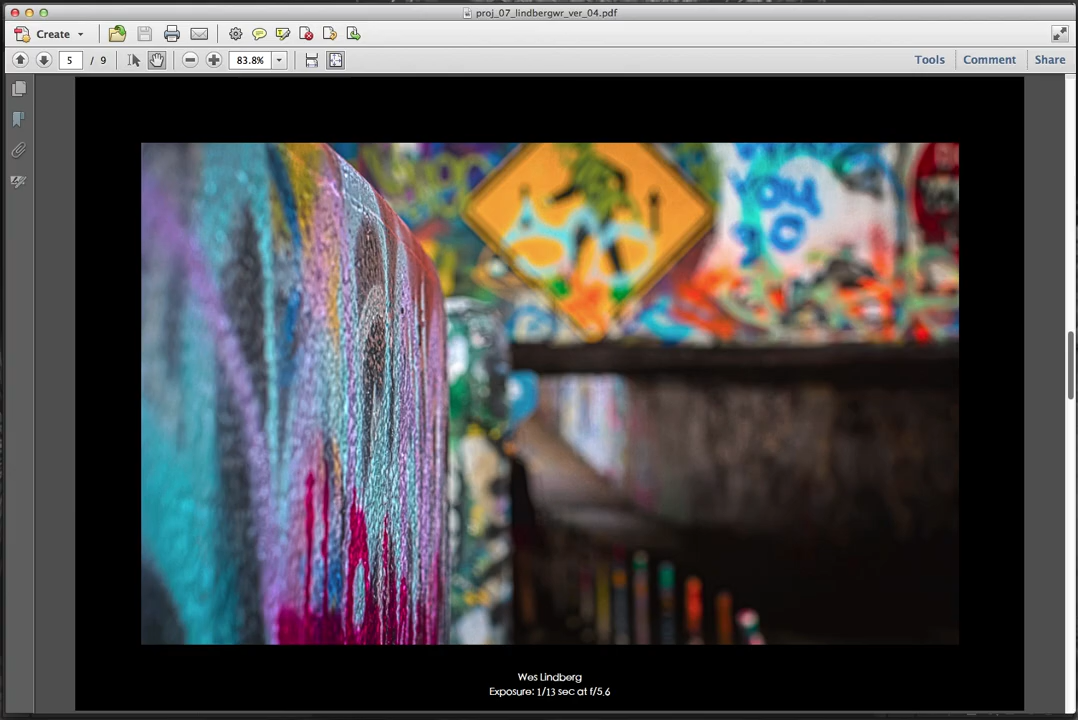 proj_07_lindbergwr_ver_04.pdf
Create
5 / 9
83.8%
Tools Comment Share
You
go
Wes Lindberg
Exposure: 1/13 sec at f/5.6